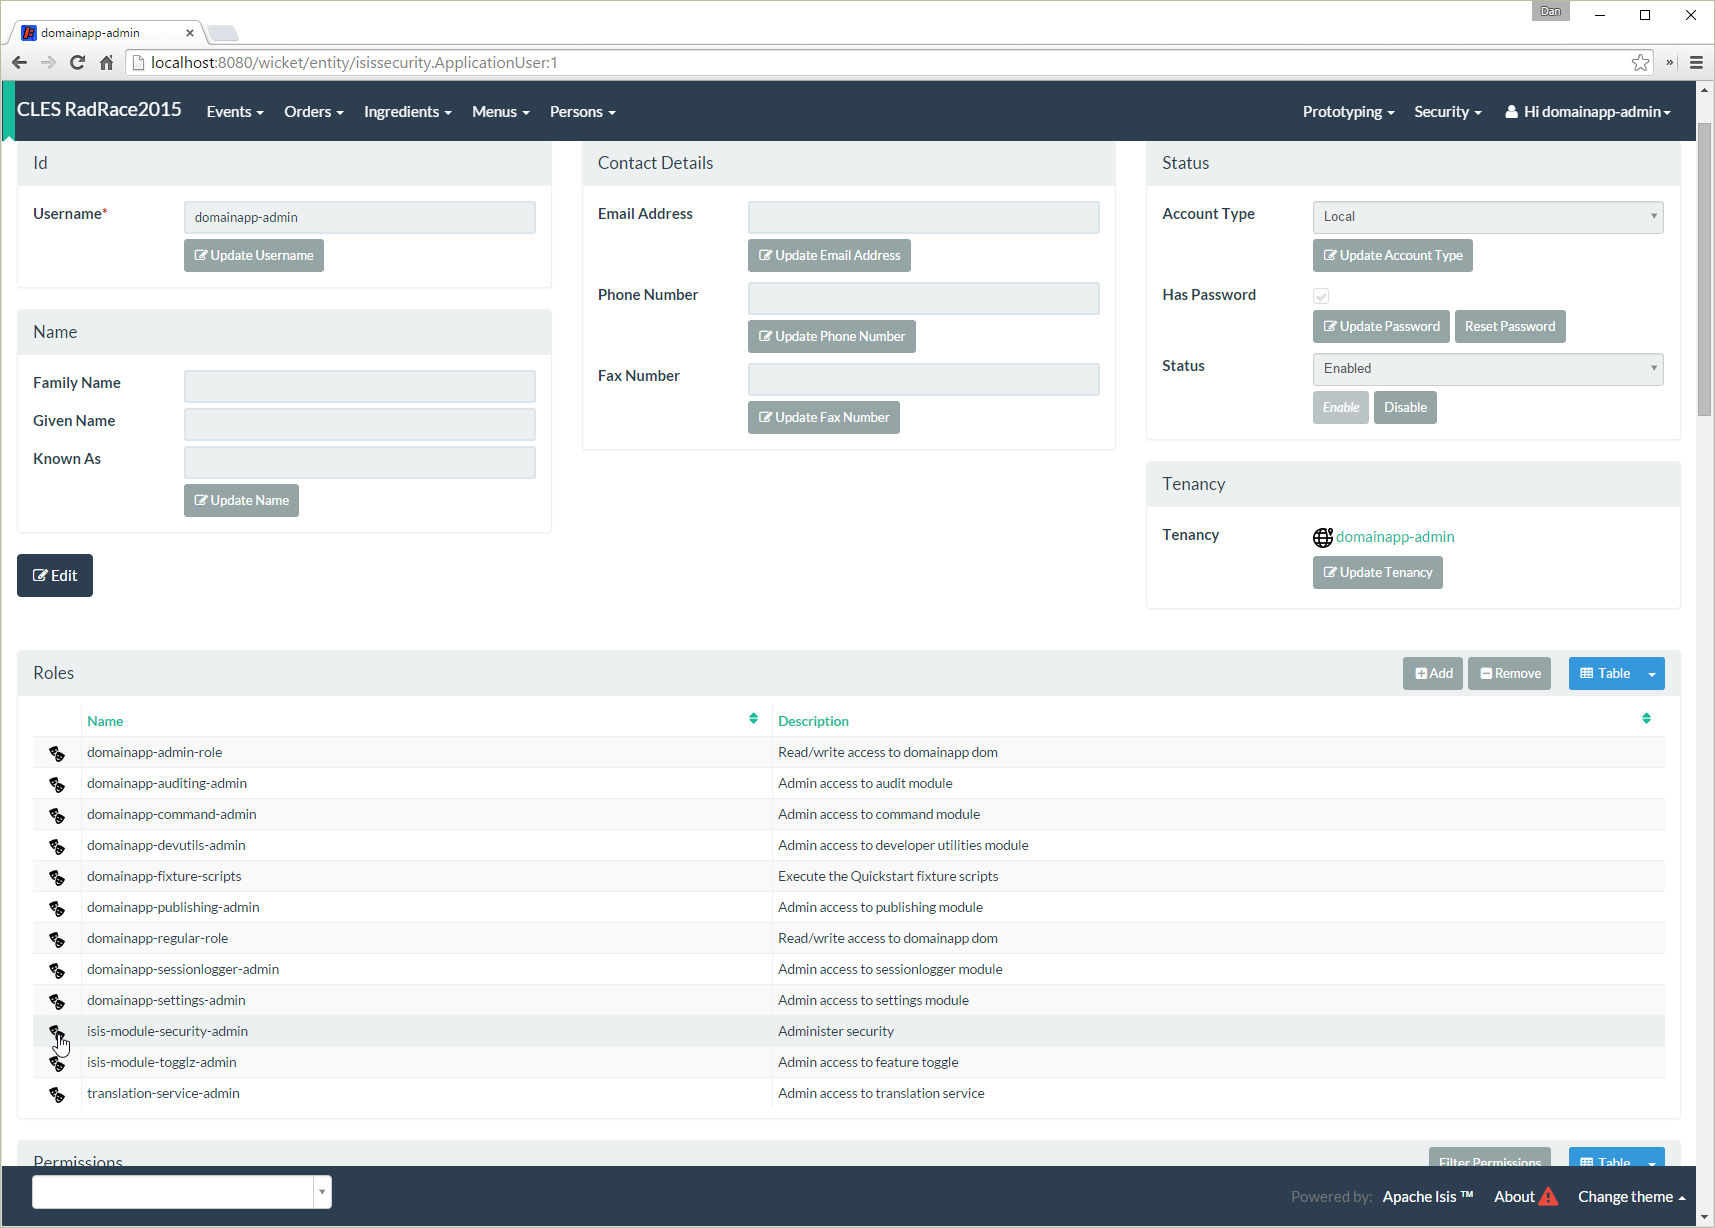 Dan
domainapp-admin
localhost:8080/wicket/entity/isissecurity.ApplicationUser:1
CLES RadRace2015 Events Orders Ingredients Menus Persons Prototyping Security Hi domainapp-admin
Id
Username* domainapp-admin
Update Username
Name
Family Name
Given Name
Known As
Update Name
Edit
Contact Details
Email Address
Update Email Address
Phone Number
Update Phone Number
Fax Number
Update Fax Number
Status
Account Type Local
Update Account Type
Has Password
Update Password Reset Password
Status Enabled
Enable Disable
Tenancy
Tenancy domainapp-admin
Update Tenancy
Roles Add Remove Table
Name Description
domainapp-admin-role Read/write access to domainapp dom
domainapp-auditing-admin Admin access to audit module
domainapp-command-admin Admin access to command module
domainapp-devutils-admin Admin access to developer utilities module
domainapp-fixture-scripts Execute the Quickstart fixture scripts
domainapp-publishing-admin Admin access to publishing module
domainapp-regular-role Read/write access to domainapp dom
domainapp-sessionlogger-admin Admin access to sessionlogger module
domainapp-settings-admin Admin access to settings module
isis-module-security-admin Administer security
isis-module-togglz-admin Admin access to feature toggle
translation-service-admin Admin access to translation service
Permissions Filter Permissions Table
Powered by: Apache Isis ™ About Change theme